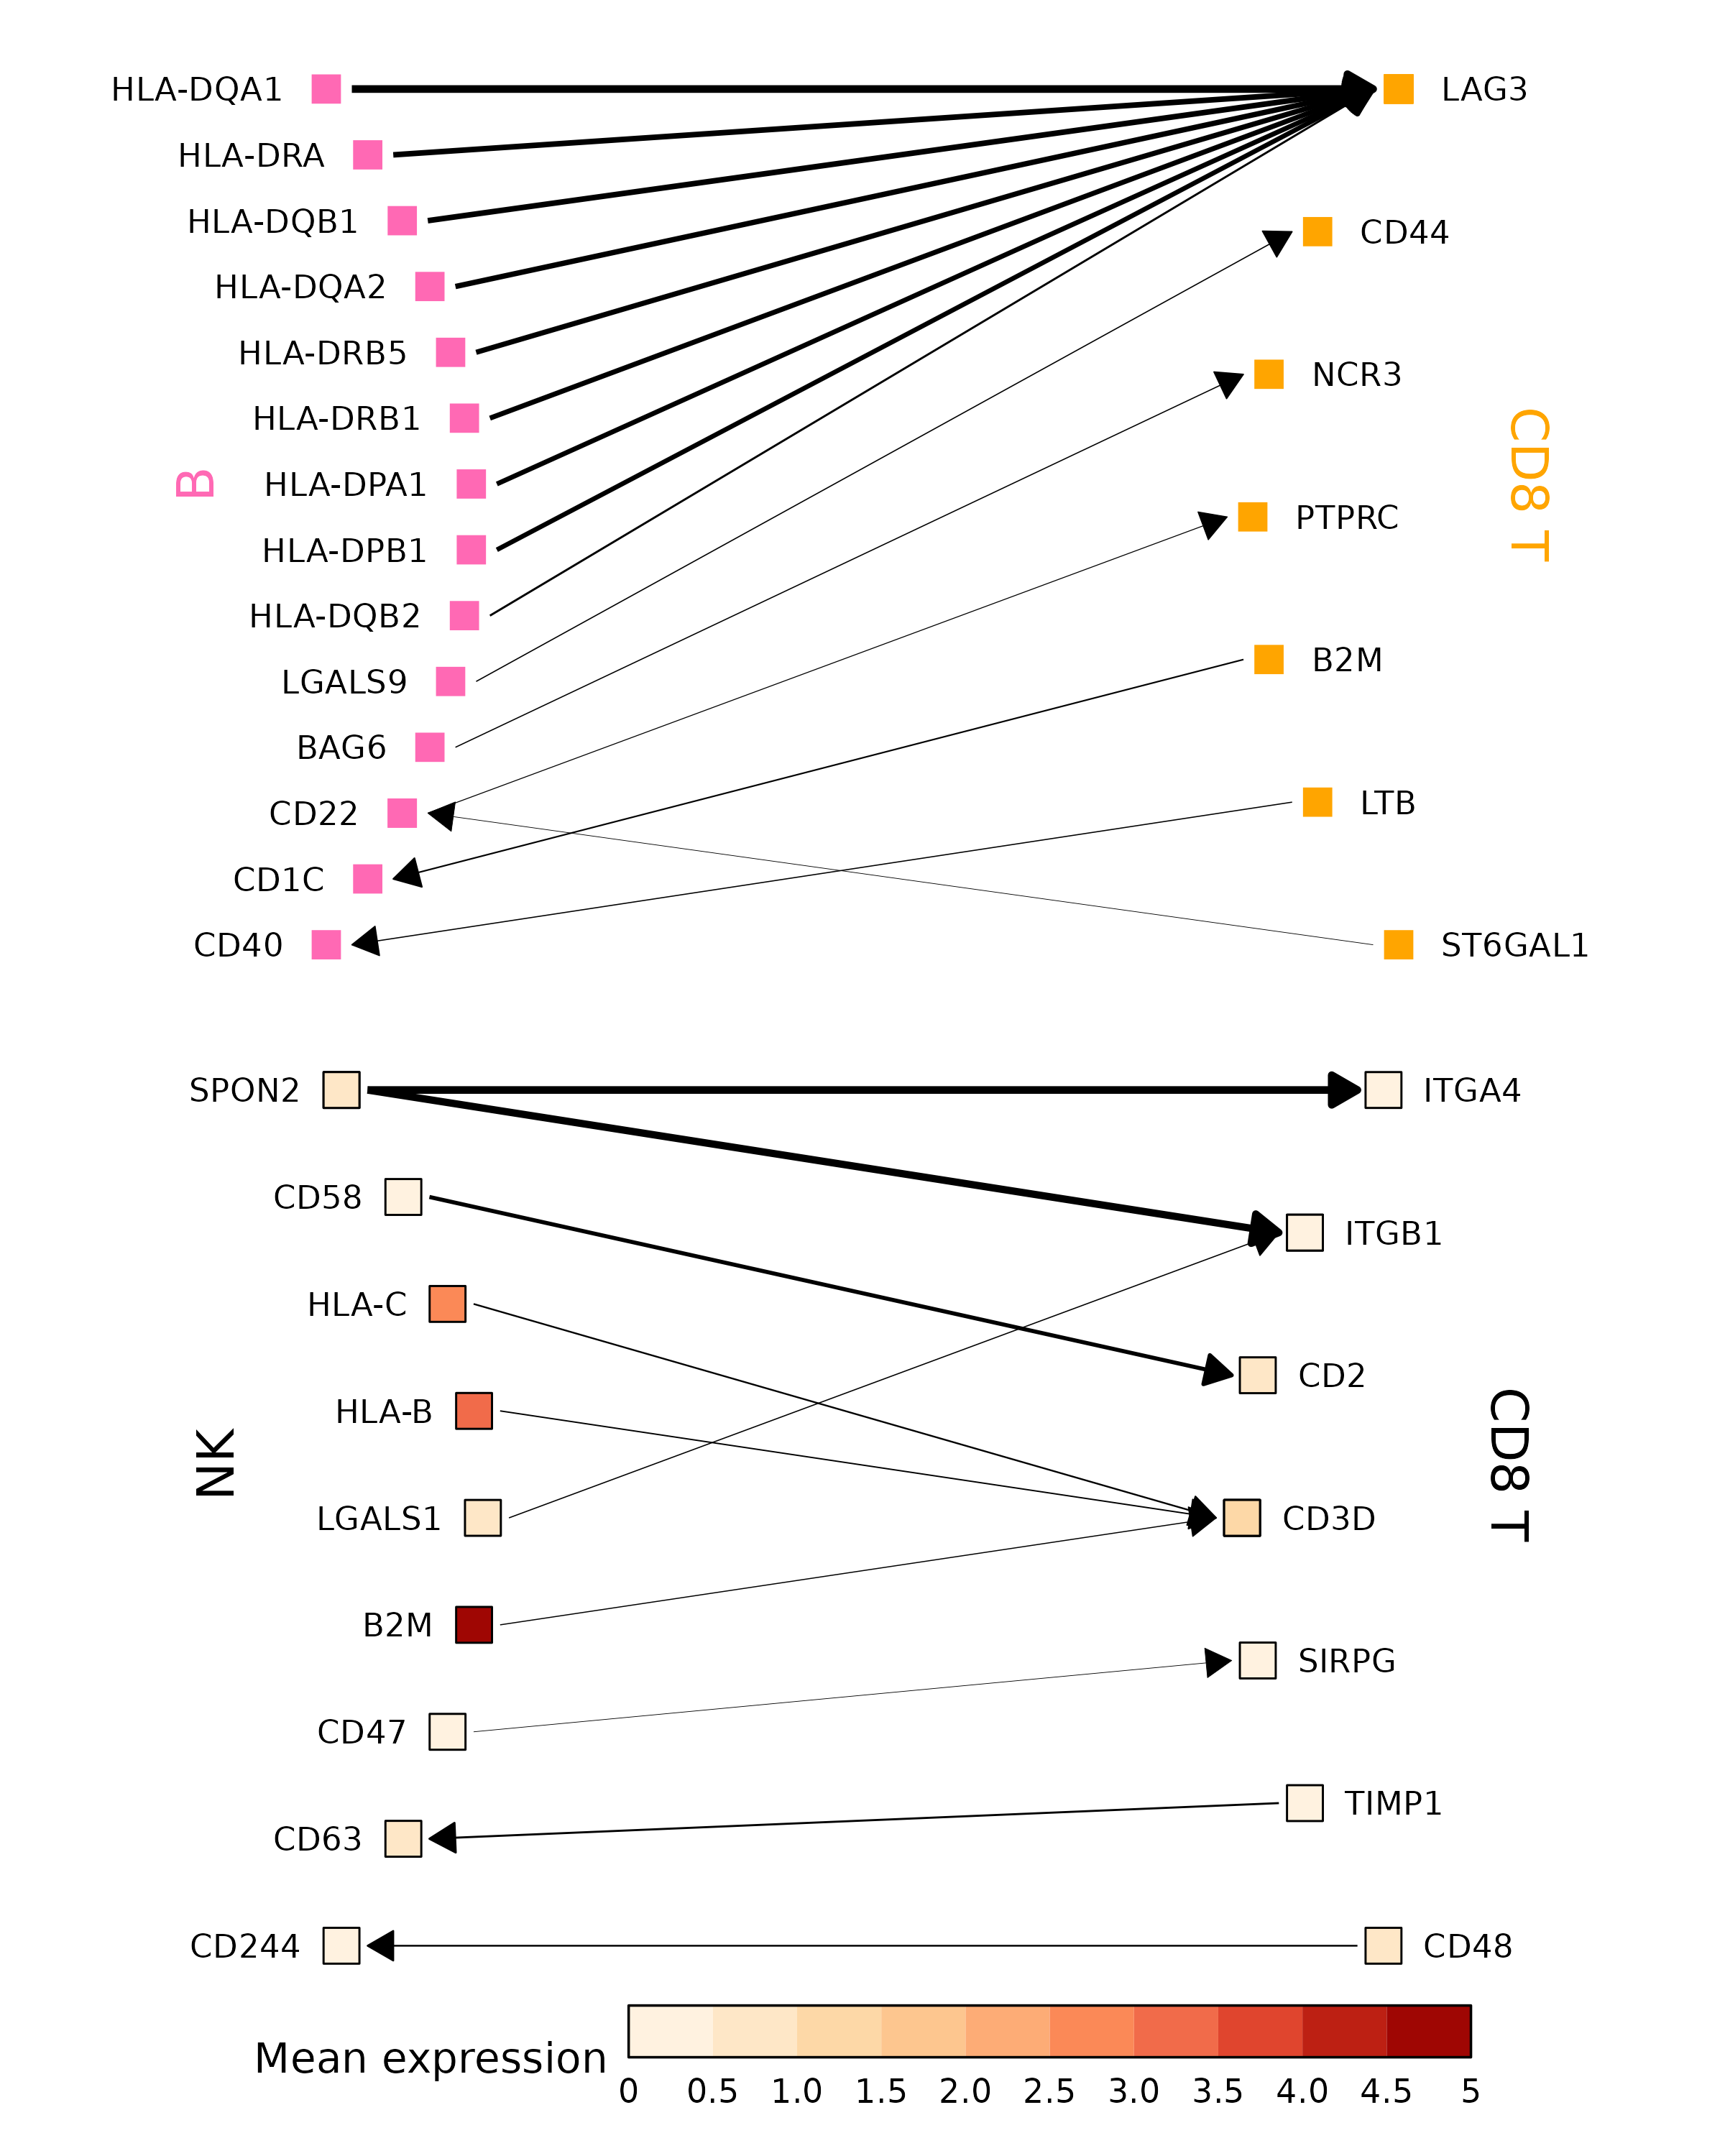 HLA-DQA1
LAG3
HLA-DRA
HLA-DQB1
CD44
HLA-DQA2
HLA-DRB5
NCR3
HLA-DRB1
CD8 T
B
HLA-DPA1
PTPRC
HLA-DPB1
HLA-DQB2
B2M
LGALS9
BAG6
LTB
CD22
CD1C
CD40
ST6GAL1
SPON2
ITGA4
CD58
ITGB1
HLA-C
CD2
HLA-B
NK
CD8 T
LGALS1
CD3D
B2M
SIRPG
CD47
TIMP1
CD63
CD244
CD48
Mean expression
0 0.5 1.0 1.5 2.0 2.5 3.0 3.5 4.0 4.5 5